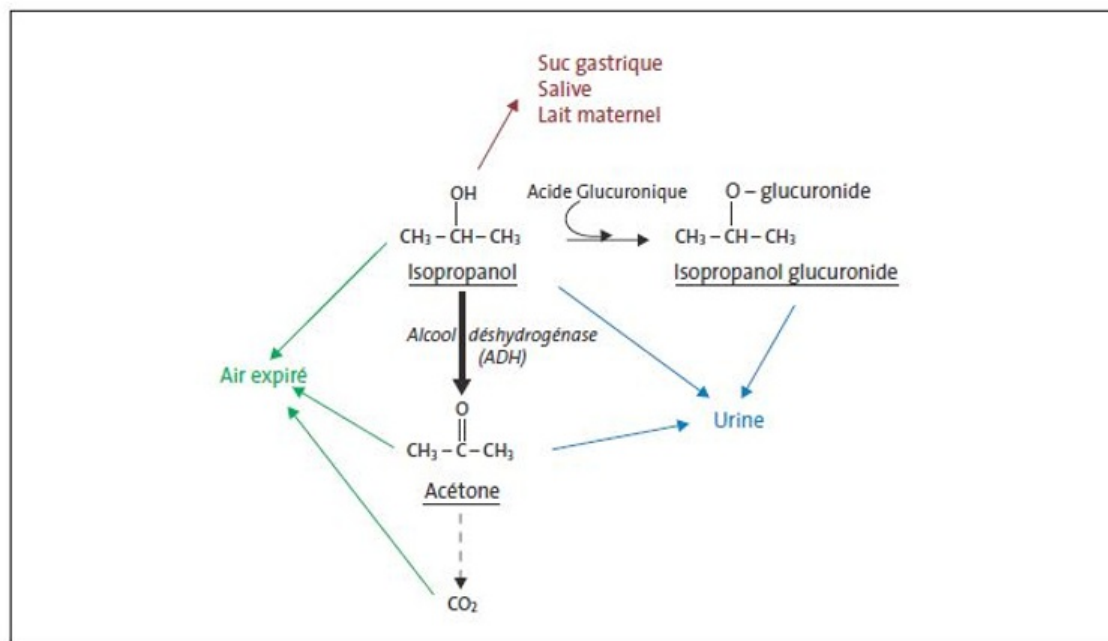 Suc gastrique
Salive
Lait maternel
OH
CH₃ – CH – CH₃
Isopropanol
Acide Glucuronique
O – glucuronide
CH₃ – CH – CH₃
Isopropanol glucuronide
Alcool déshydrogénase
(ADH)
Air expiré
Urine
O
CH₃ – C – CH₃
Acétone
CO₂